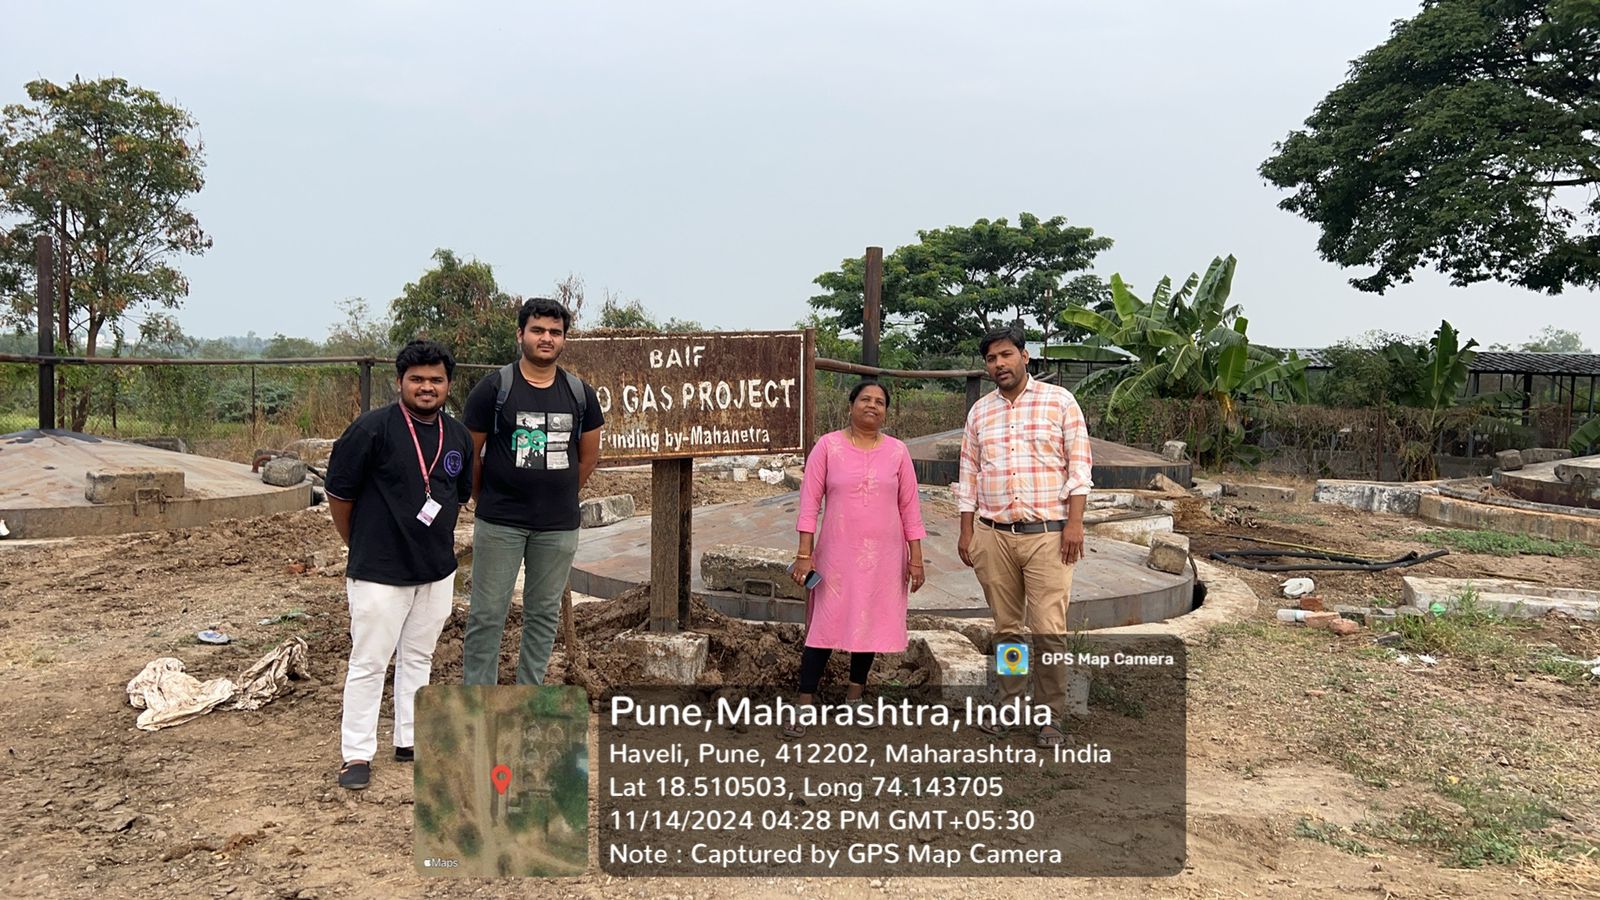 BAIF
O GAS PROJECT
Funding by-Mahanetra
pe
GPS Map Camera
Pune,Maharashtra,India
Haveli, Pune, 412202, Maharashtra, India
Lat 18.510503, Long 74.143705
11/14/2024 04:28 PM GMT+05:30
Note : Captured by GPS Map Camera
Maps